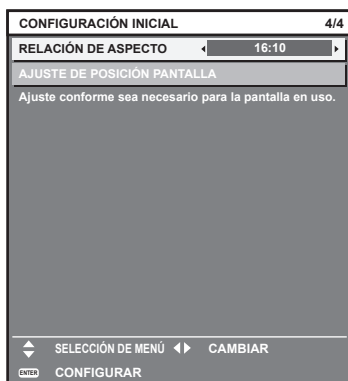 CONFIGURACIÓN INICIAL 4/4
RELACIÓN DE ASPECTO 16:10
AJUSTE DE POSICIÓN PANTALLA
Ajuste conforme sea necesario para la pantalla en uso.
SELECCIÓN DE MENÚ CAMBIAR
ENTER CONFIGURAR